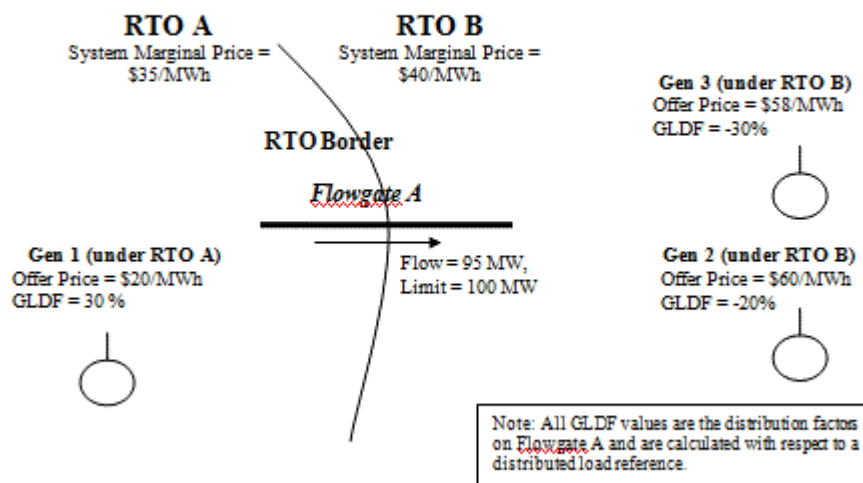 RTO A
System Marginal Price =
$35/MWh
RTO B
System Marginal Price =
$40/MWh
Gen 3 (under RTO B)
Offer Price = $58/MWh
GLDF = -30%
RTO Border
Flowgate A
Gen 1 (under RTO A)
Offer Price = $20/MWh
GLDF = 30 %
Flow = 95 MW,
Limit = 100 MW
Gen 2 (under RTO B)
Offer Price = $60/MWh
GLDF = -20%
Note: All GLDF values are the distribution factors
on Flowgate A and are calculated with respect to a
distributed load reference.